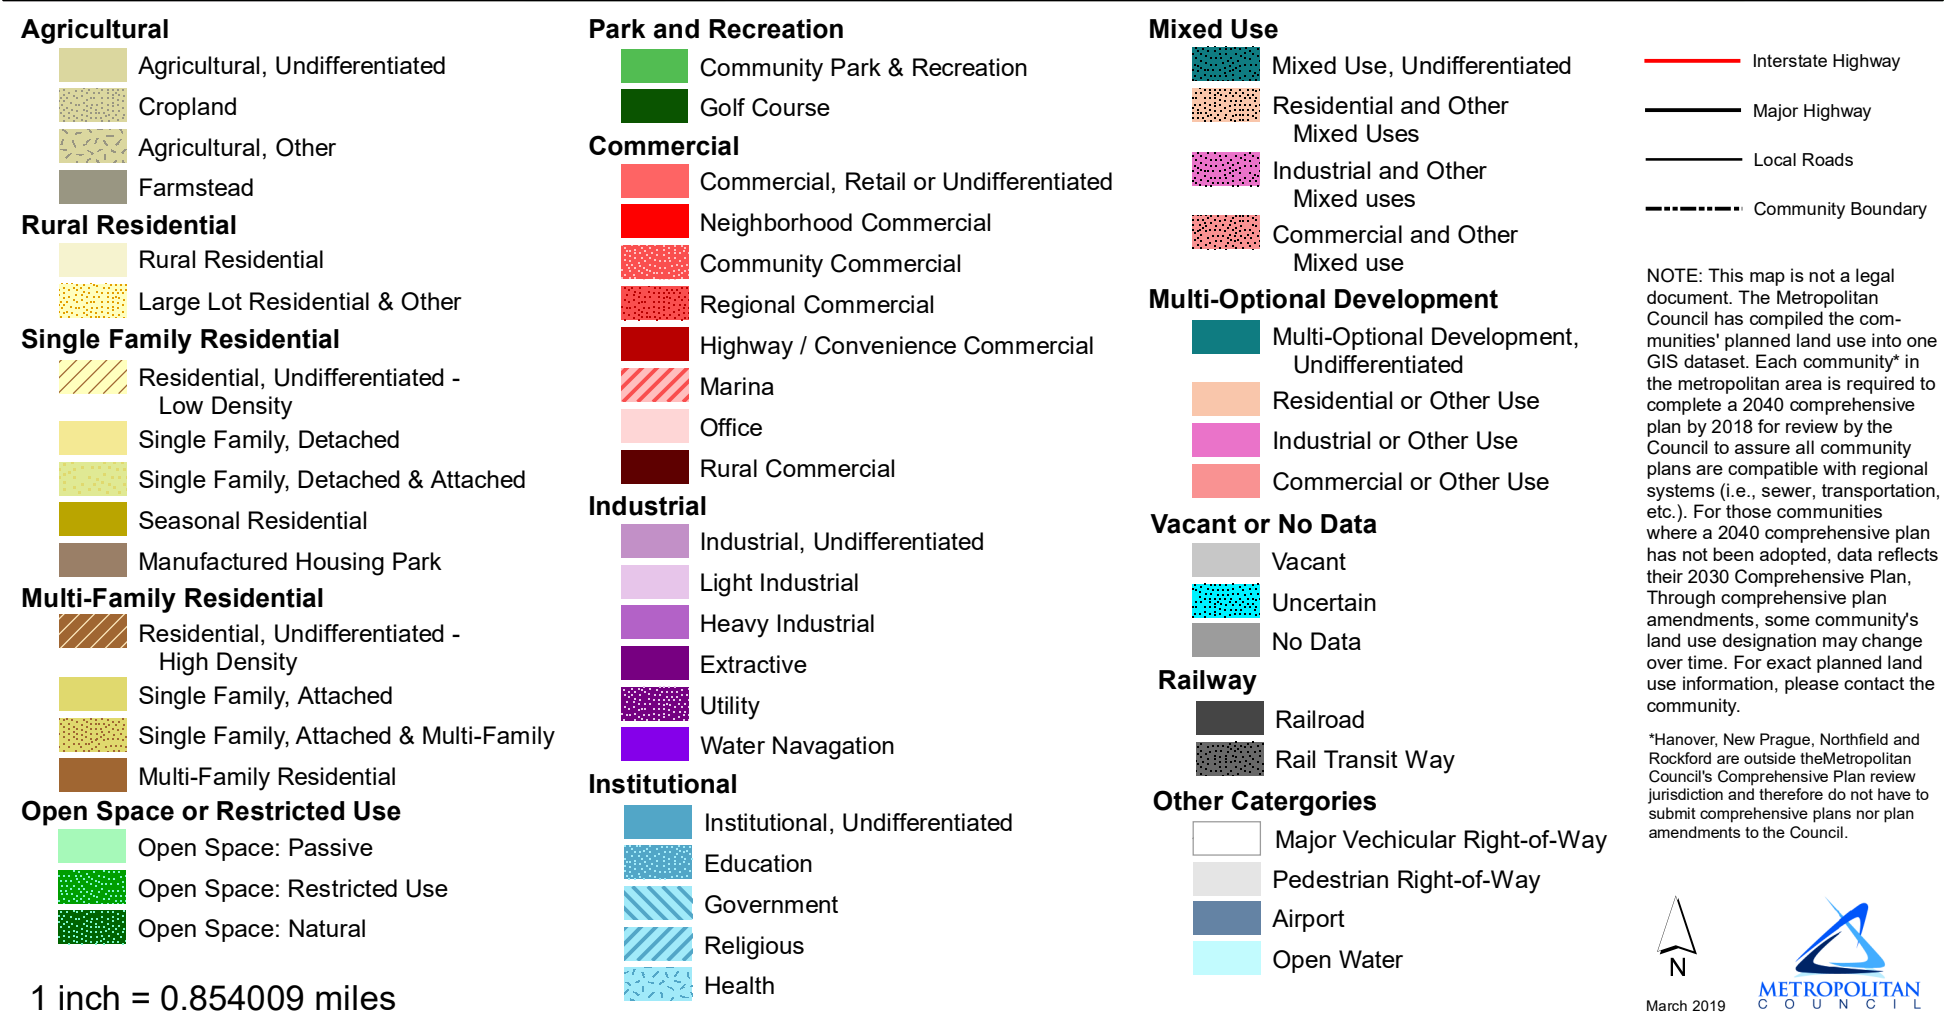 Agricultural
Agricultural, Undifferentiated
Cropland
Agricultural, Other
Farmstead
Rural Residential
Rural Residential
Large Lot Residential & Other
Single Family Residential
Residential, Undifferentiated -
Low Density
Single Family, Detached
Single Family, Detached & Attached
Seasonal Residential
Manufactured Housing Park
Multi-Family Residential
Residential, Undifferentiated -
High Density
Single Family, Attached
Single Family, Attached & Multi-Family
Multi-Family Residential
Open Space or Restricted Use
Open Space: Passive
Open Space: Restricted Use
Open Space: Natural
1 inch = 0.854009 miles
Park and Recreation
Community Park & Recreation
Golf Course
Commercial
Commercial, Retail or Undifferentiated
Neighborhood Commercial
Community Commercial
Regional Commercial
Highway / Convenience Commercial
Marina
Office
Rural Commercial
Industrial
Industrial, Undifferentiated
Light Industrial
Heavy Industrial
Extractive
Utility
Water Navagation
Institutional
Institutional, Undifferentiated
Education
Government
Religious
Health
Mixed Use
Mixed Use, Undifferentiated
Residential and Other
Mixed Uses
Industrial and Other
Mixed uses
Commercial and Other
Mixed use
Multi-Optional Development
Multi-Optional Development,
Undifferentiated
Residential or Other Use
Industrial or Other Use
Commercial or Other Use
Vacant or No Data
Vacant
Uncertain
No Data
Railway
Railroad
Rail Transit Way
Other Catergories
Major Vechicular Right-of-Way
Pedestrian Right-of-Way
Airport
Open Water
Interstate Highway
Major Highway
Local Roads
Community Boundary
NOTE: This map is not a legal
document. The Metropolitan
Council has compiled the com-
munities' planned land use into one
GIS dataset. Each community* in
the metropolitan area is required to
complete a 2040 comprehensive
plan by 2018 for review by the
Council to assure all community
plans are compatible with regional
systems (i.e., sewer, transportation,
etc.). For those communities
where a 2040 comprehensive plan
has not been adopted, data reflects
their 2030 Comprehensive Plan,
Through comprehensive plan
amendments, some community's
land use designation may change
over time. For exact planned land
use information, please contact the
community.
*Hanover, New Prague, Northfield and
Rockford are outside theMetropolitan
Council's Comprehensive Plan review
jurisdiction and therefore do not have to
submit comprehensive plans nor plan
amendments to the Council.
N
March 2019
METROPOLITAN
COUNCIL